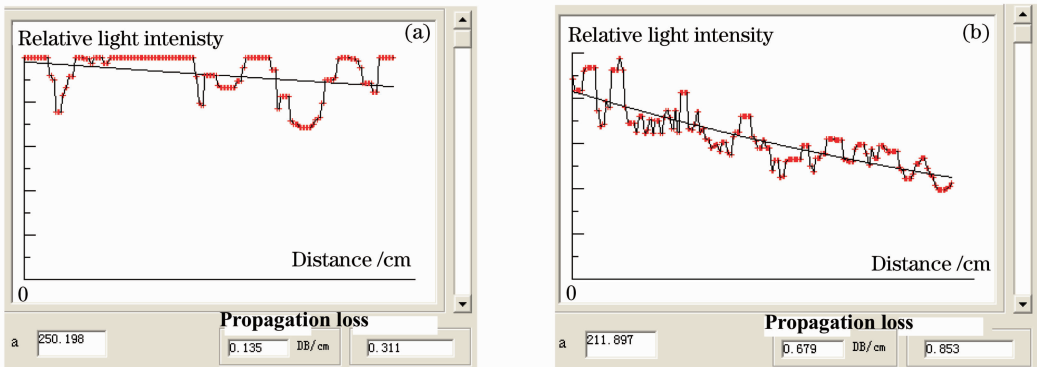 Relative light intenisty
(a)
Distance /cm
0
Propagation loss
a 250.198 0.135 DB/cm 0.311
Relative light intensity
(b)
Distance /cm
0
Propagation loss
a 211.897 0.679 DB/cm 0.853